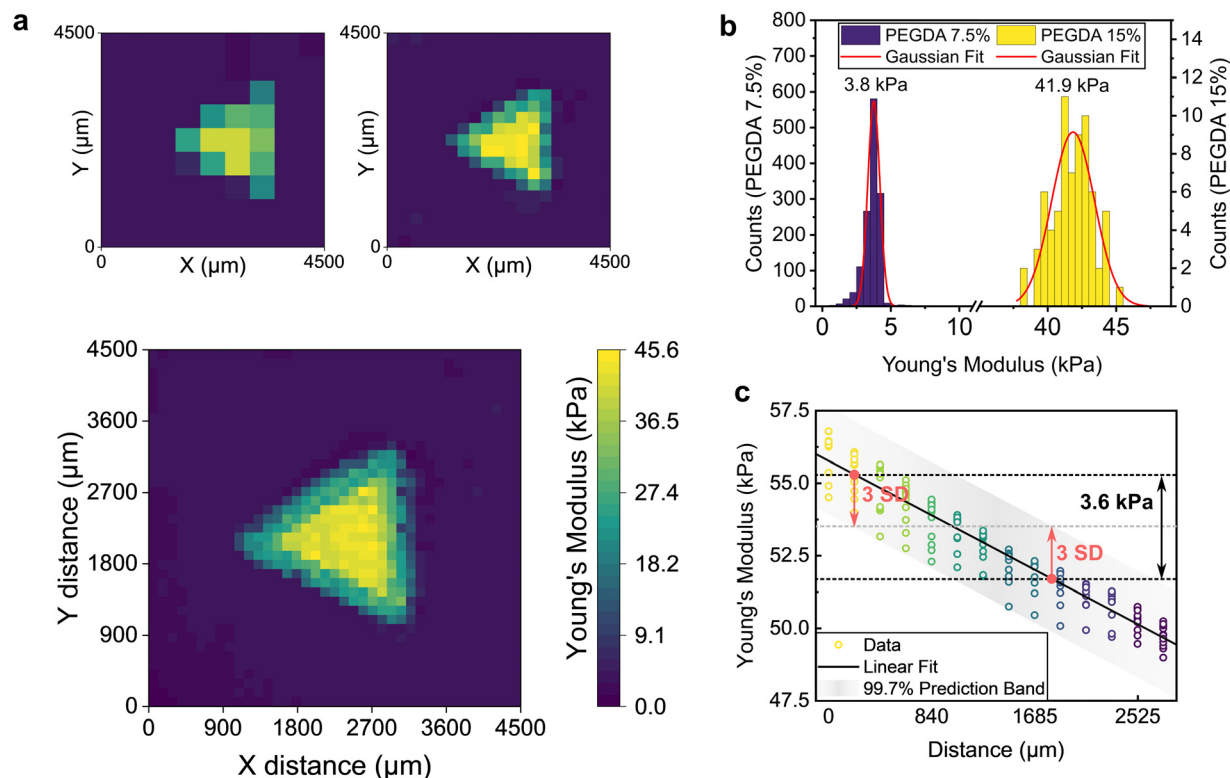 a
4500
Y (µm)
0
0
X (µm)
4500
4500
Y (µm)
0
0
X (µm)
4500
4500
3600
2700
1800
900
0
Y distance (µm)
0
900
1800
2700
3600
4500
X distance (µm)
Young's Modulus (kPa)
45.6
36.5
27.4
18.2
9.1
0.0
b
800
700
600
500
400
300
200
100
0
Counts (PEGDA 7.5%)
PEGDA 7.5%
PEGDA 15%
Gaussian Fit
Gaussian Fit
3.8 kPa
41.9 kPa
14
12
10
8
6
4
2
0
Counts (PEGDA 15%)
0
5
10
40
45
Young's Modulus (kPa)
c
57.5
55.0
52.5
50.0
47.5
Young's Modulus (kPa)
3 SD
3.6 kPa
3 SD
Data
Linear Fit
99.7% Prediction Band
0
840
1685
2525
Distance (µm)